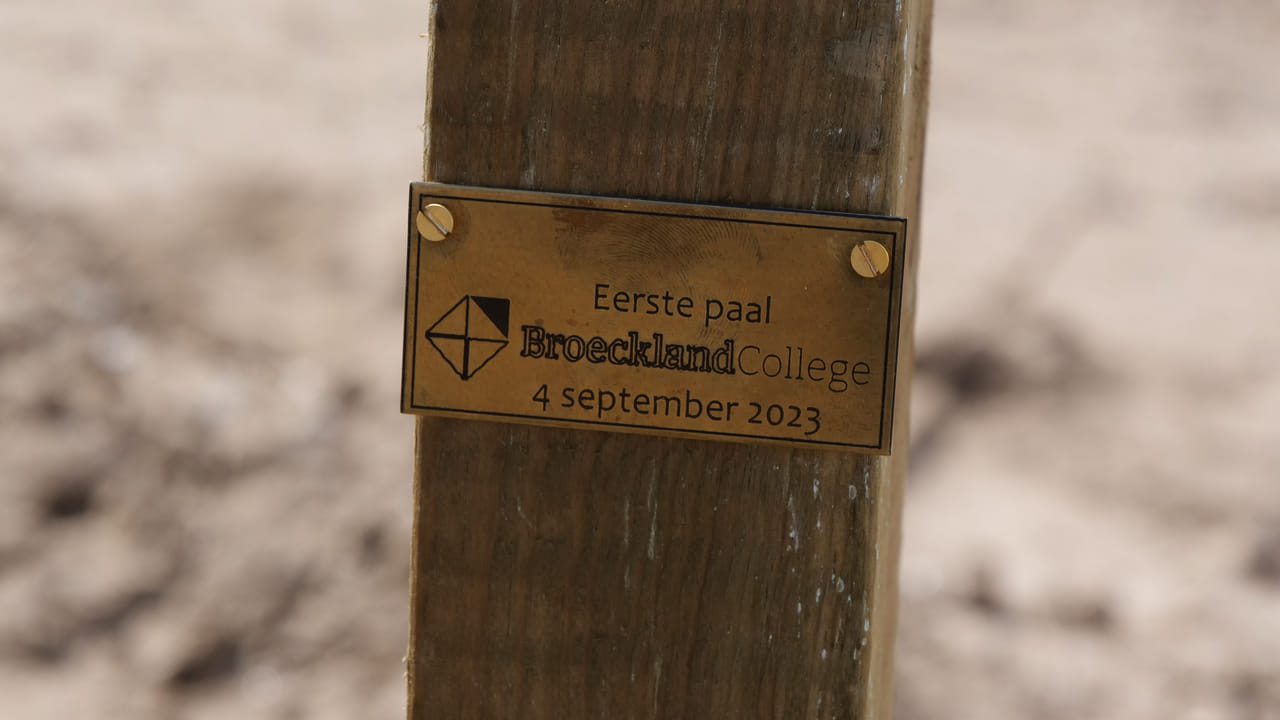 Eerste paal
BroecklandCollege
4 september 2023